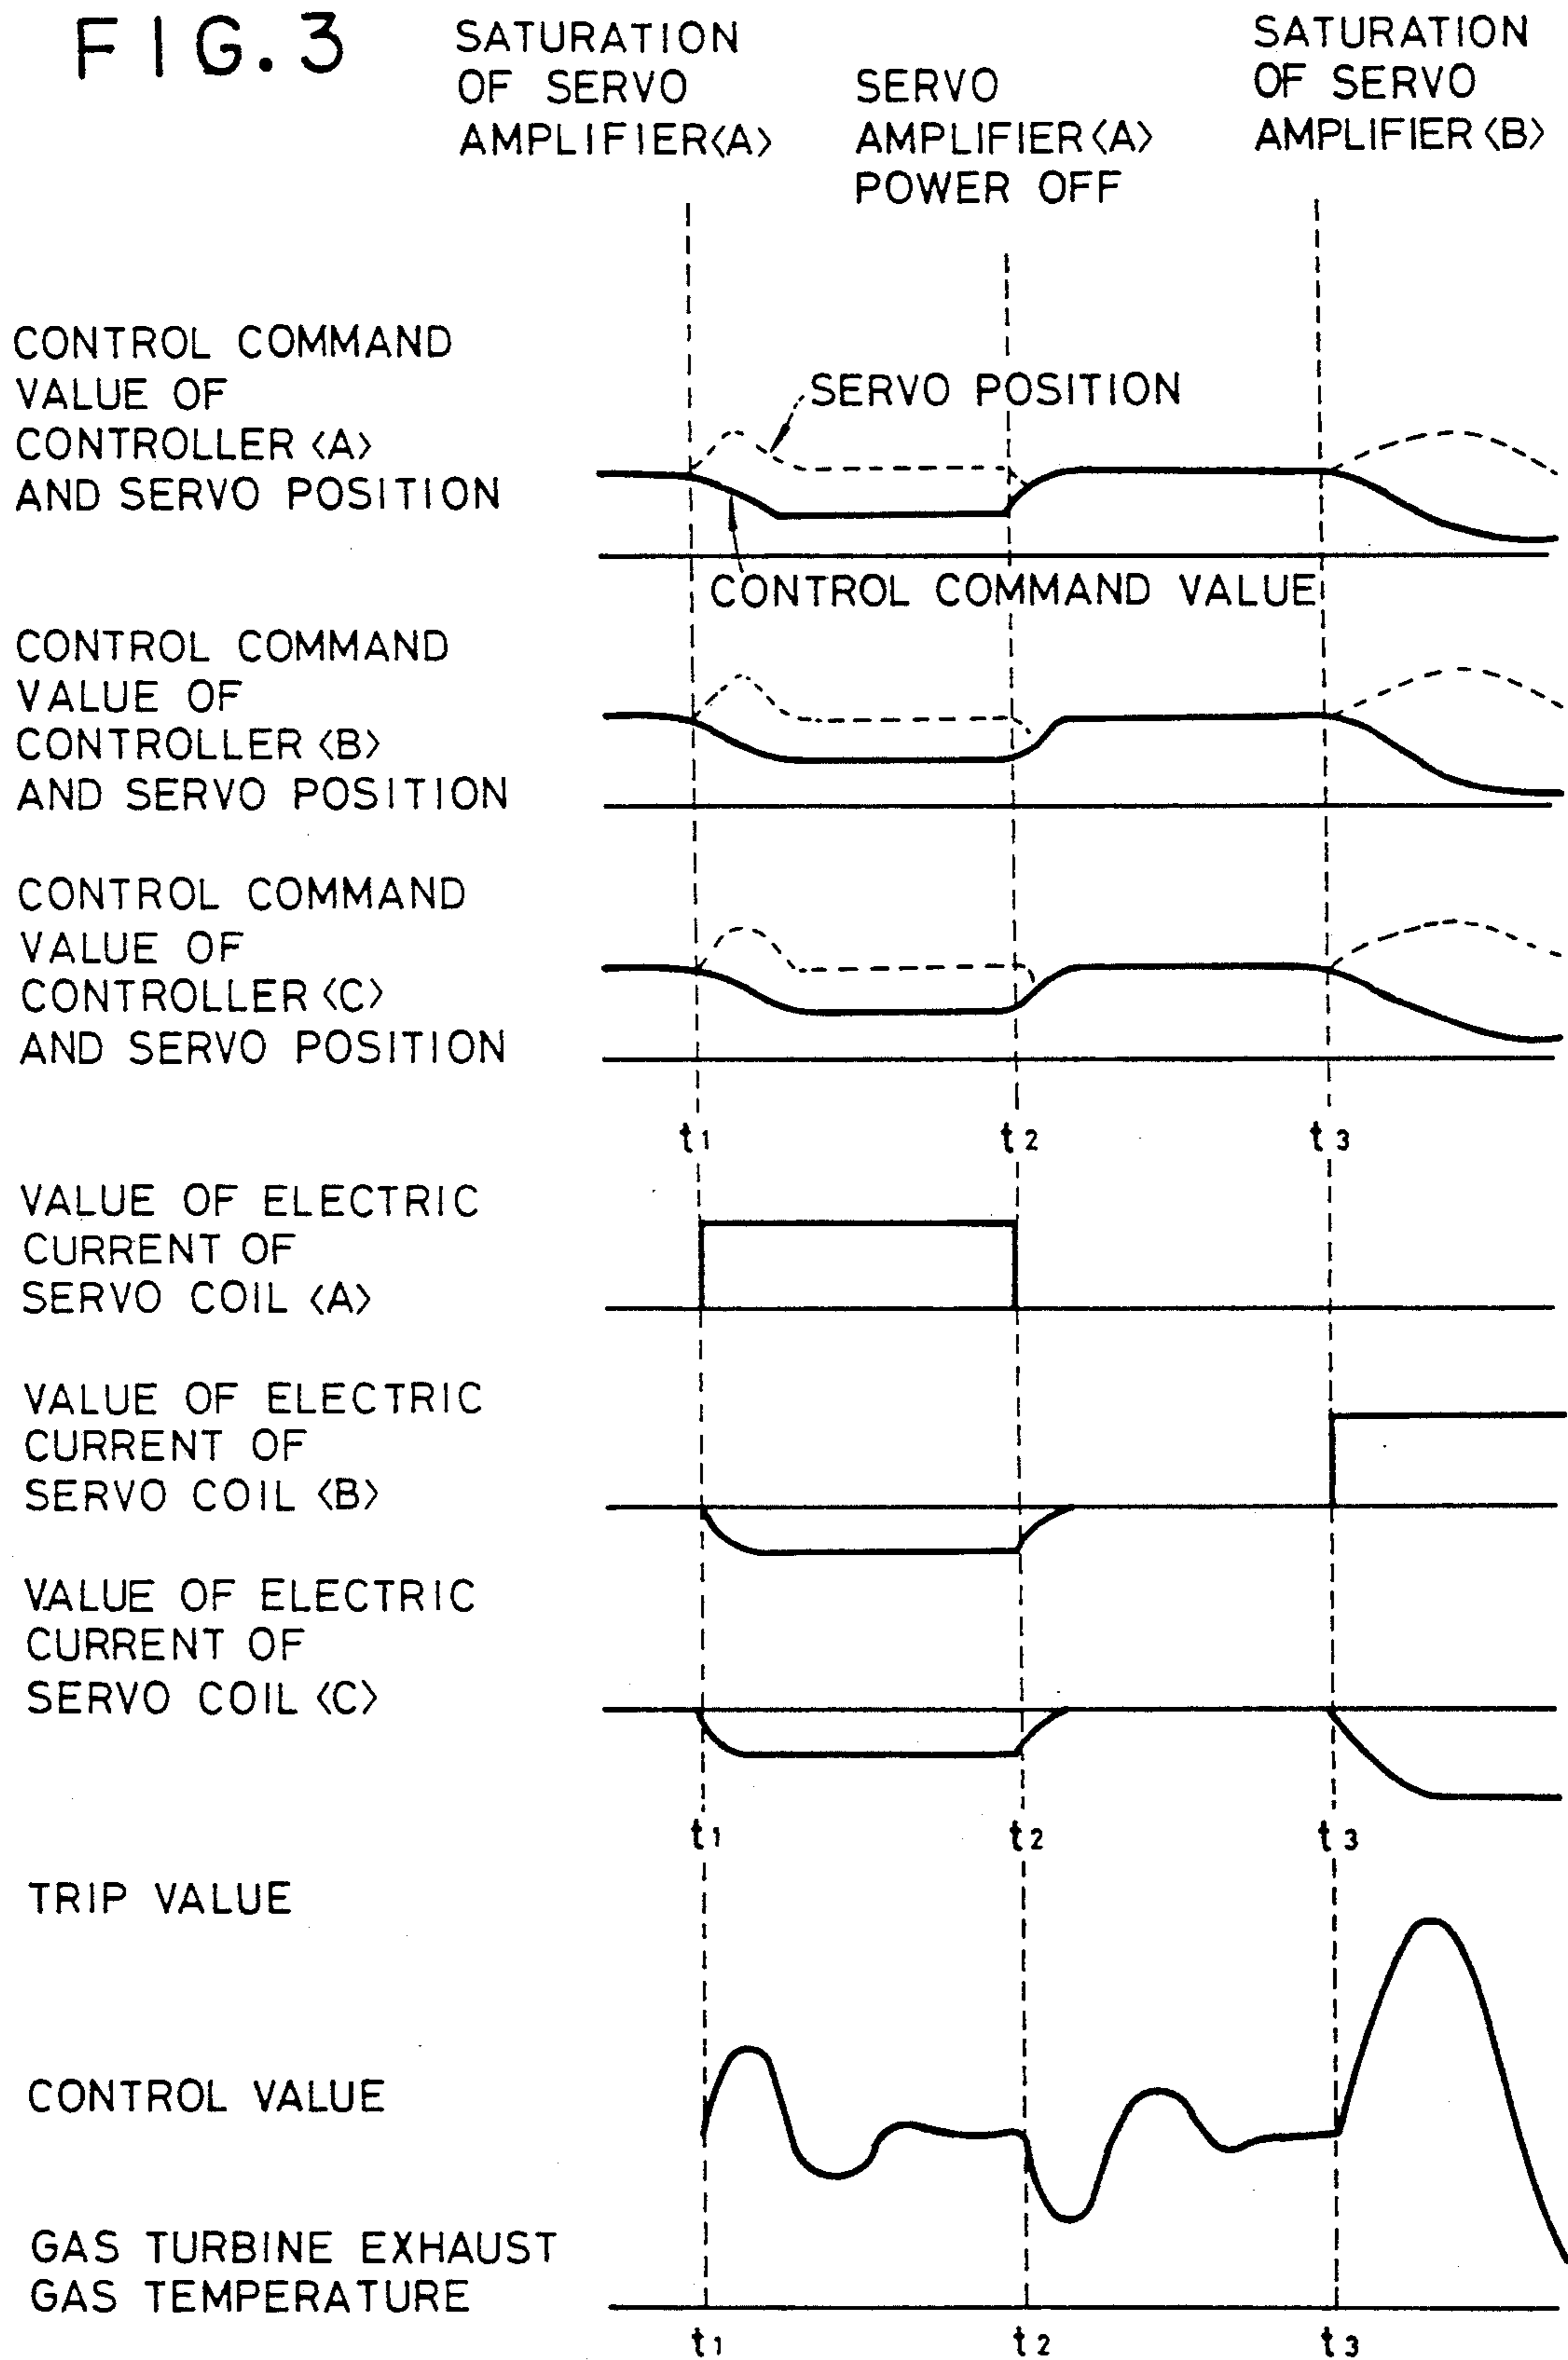 FIG.3
SATURATION
OF SERVO
AMPLIFIER<A>
SERVO
AMPLIFIER<A>
POWER OFF
SATURATION
OF SERVO
AMPLIFIER<B>
CONTROL COMMAND
VALUE OF
CONTROLLER <A>
AND SERVO POSITION
SERVO POSITION
CONTROL COMMAND VALUE
CONTROL COMMAND
VALUE OF
CONTROLLER <B>
AND SERVO POSITION
CONTROL COMMAND
VALUE OF
CONTROLLER <C>
AND SERVO POSITION
t1 t2 t3
VALUE OF ELECTRIC
CURRENT OF
SERVO COIL <A>
VALUE OF ELECTRIC
CURRENT OF
SERVO COIL <B>
VALUE OF ELECTRIC
CURRENT OF
SERVO COIL <C>
t1 t2 t3
TRIP VALUE
CONTROL VALUE
GAS TURBINE EXHAUST
GAS TEMPERATURE
t1 t2 t3